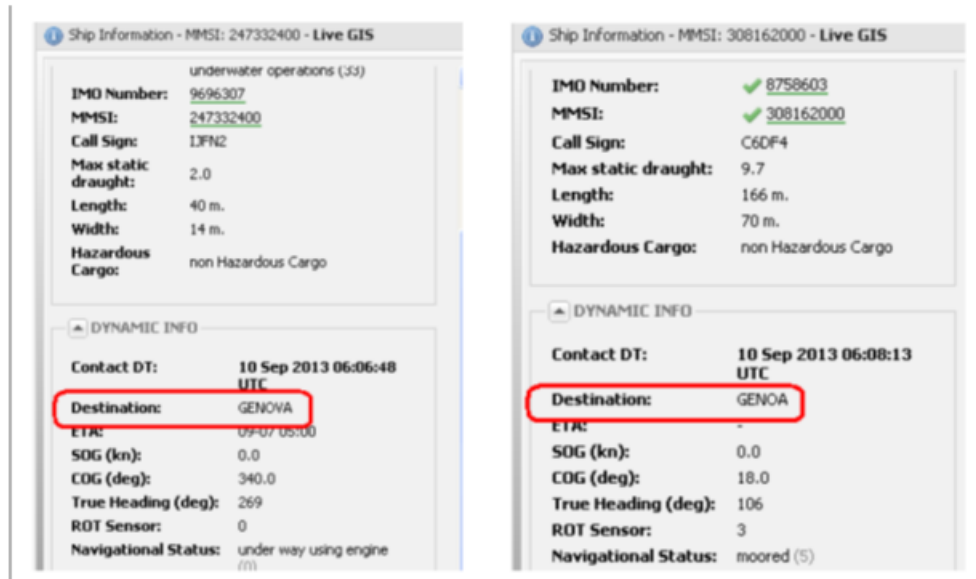 Ship Information - MMSI: 247332400 - Live GIS
underwater operations (33)
IMO Number: 9696307
MMSI: 247332400
Call Sign: IJFN2
Max static
draught: 2.0
Length: 40 m.
Width: 14 m.
Hazardous
Cargo: non Hazardous Cargo
DYNAMIC INFO
Contact DT: 10 Sep 2013 06:06:48
UTC
Destination: GENOVA
ETA: 09-07 05:00
SOG (kn): 0.0
COG (deg): 340.0
True Heading (deg): 269
ROT Sensor: 0
Navigational Status: under way using engine
(0)
Ship Information - MMSI: 308162000 - Live GIS
IMO Number: 8758603
MMSI: 308162000
Call Sign: C6DF4
Max static draught: 9.7
Length: 166 m.
Width: 70 m.
Hazardous Cargo: non Hazardous Cargo
DYNAMIC INFO
Contact DT: 10 Sep 2013 06:08:13
UTC
Destination: GENOA
ETA: -
SOG (kn): 0.0
COG (deg): 18.0
True Heading (deg): 106
ROT Sensor: 3
Navigational Status: moored (5)